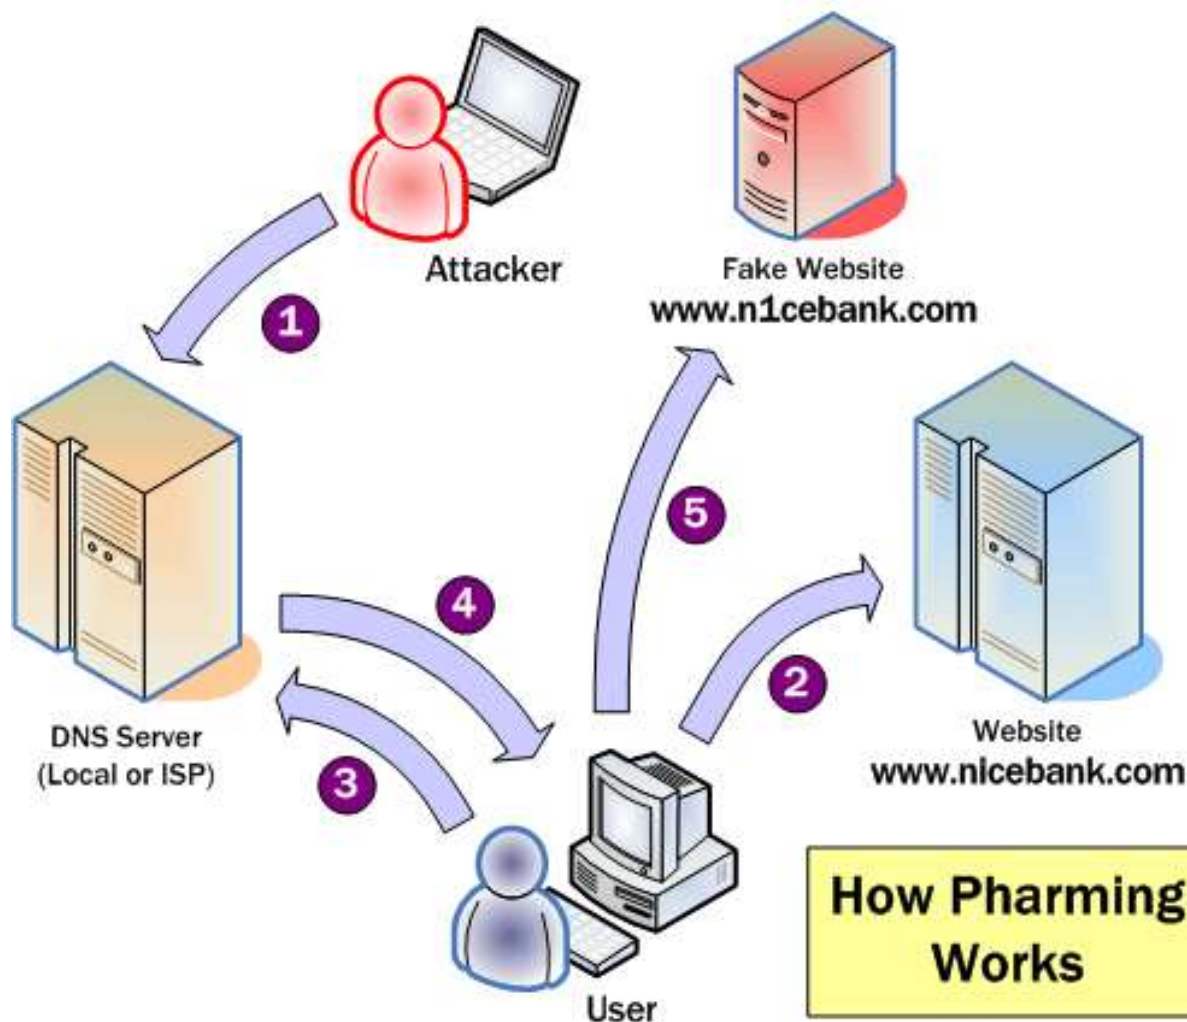 Attacker
Fake Website
www.n1cebank.com
1
5
4
2
DNS Server
(Local or ISP)
3
Website
www.nicebank.com
User
How Pharming
Works